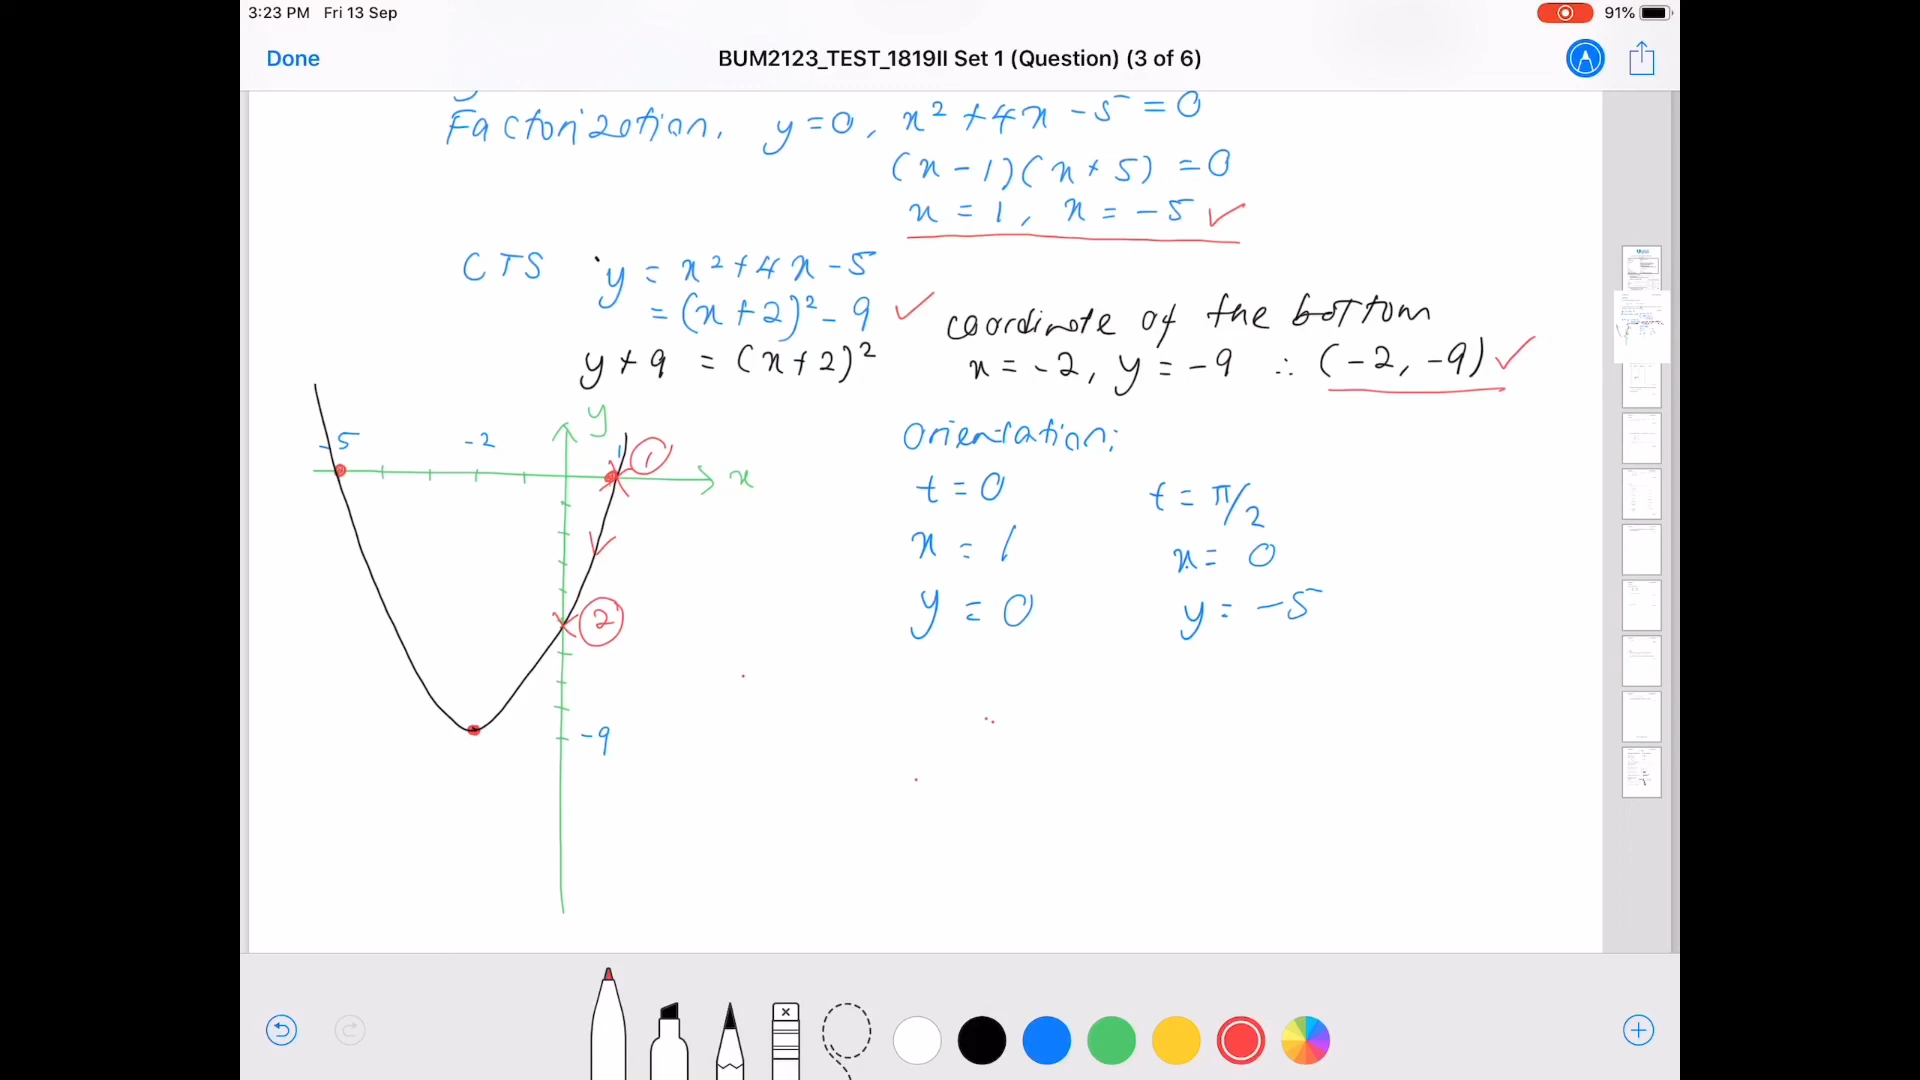 3:23 PM Fri 13 Sep 91%
Done BUM2123_TEST_1819II Set 1 (Question) (3 of 6)
Factorization, y=0, x² + 4x - 5 = 0
(x - 1)(x + 5) = 0
x = 1, x = -5 ✓
CTS y = x² + 4x - 5
= (x + 2)² - 9 ✓
y + 9 = (x + 2)²
coordinate of the bottom
x = -2, y = -9 ∴ (-2, -9) ✓
y
-5 -2 1 ①
x
②
-9
Orientation;
t = 0 t = π/2
x = 1 x = 0
y = 0 y = -5